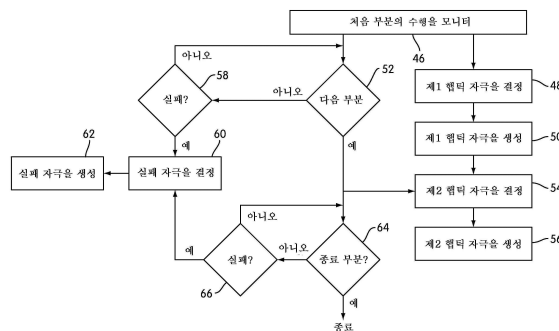 처음 부분의 수행을 모니터
46
아니오
58
52
제1 햅틱 자극을 결정
48
실패?
아니오
다음 부분
62
60
예
예
제1 햅틱 자극을 생성
50
실패 자극을 생성
실패 자극을 결정
제2 햅틱 자극을 결정
54
아니오
64
예
실패?
아니오
종료 부분?
제2 햅틱 자극을 생성
56
66
예
종료